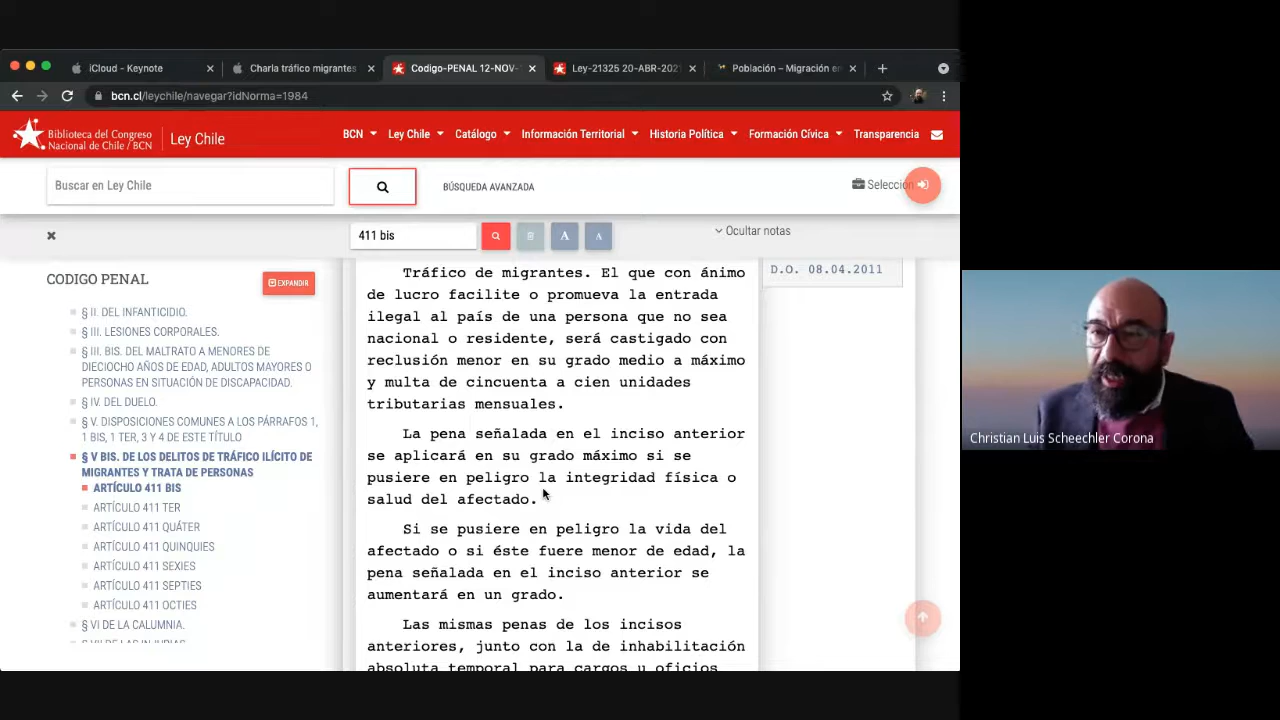 iCloud - Keynote
Charla tráfico migrantes
Codigo-PENAL 12-NOV-
Ley-21325 20-ABR-2021
Población – Migración en
bcn.cl/leychile/navegar?idNorma=1984
Biblioteca del Congreso
Nacional de Chile / BCN
Ley Chile
BCN
Ley Chile
Catálogo
Información Territorial
Historia Política
Formación Cívica
Transparencia
Buscar en Ley Chile
BÚSQUEDA AVANZADA
Selección
411 bis
A
A
Ocultar notas
CODIGO PENAL
EXPANDIR
§ II. DEL INFANTICIDIO.
§ III. LESIONES CORPORALES.
§ III. BIS. DEL MALTRATO A MENORES DE
DIECIOCHO AÑOS DE EDAD, ADULTOS MAYORES O
PERSONAS EN SITUACIÓN DE DISCAPACIDAD.
§ IV. DEL DUELO.
§ V. DISPOSICIONES COMUNES A LOS PÁRRAFOS 1,
1 BIS, 1 TER, 3 Y 4 DE ESTE TÍTULO
§ V BIS. DE LOS DELITOS DE TRÁFICO ILÍCITO DE
MIGRANTES Y TRATA DE PERSONAS
ARTÍCULO 411 BIS
ARTÍCULO 411 TER
ARTÍCULO 411 QUÁTER
ARTÍCULO 411 QUINQUIES
ARTÍCULO 411 SEXIES
ARTÍCULO 411 SEPTIES
ARTÍCULO 411 OCTIES
§ VI DE LA CALUMNIA.
§ VII DE LAS INJURIAS
Tráfico de migrantes. El que con ánimo
de lucro facilite o promueva la entrada
ilegal al país de una persona que no sea
nacional o residente, será castigado con
reclusión menor en su grado medio a máximo
y multa de cincuenta a cien unidades
tributarias mensuales.
La pena señalada en el inciso anterior
se aplicará en su grado máximo si se
pusiere en peligro la integridad física o
salud del afectado.
Si se pusiere en peligro la vida del
afectado o si éste fuere menor de edad, la
pena señalada en el inciso anterior se
aumentará en un grado.
Las mismas penas de los incisos
anteriores, junto con la de inhabilitación
absoluta temporal para cargos u oficios
D.O. 08.04.2011
Christian Luis Scheechler Corona